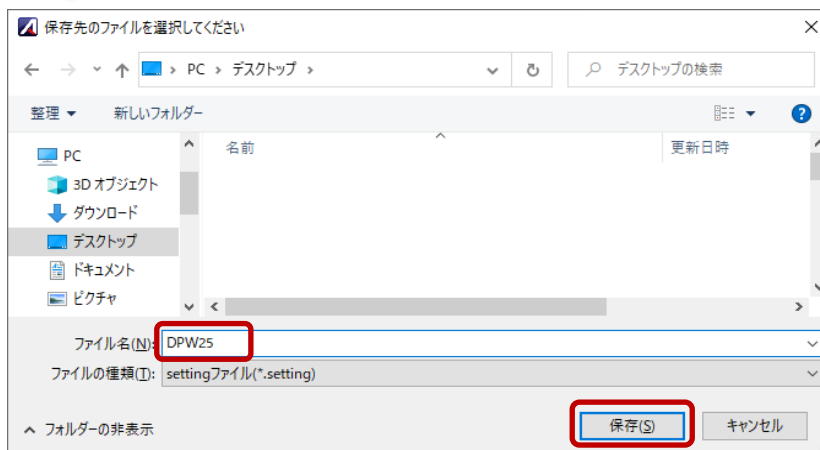 保存先のファイルを選択してください
PC › デスクトップ ›
デスクトップの検索
整理 新しいフォルダー
名前 更新日時
PC
3D オブジェクト
ダウンロード
デスクトップ
ドキュメント
ピクチャ
ファイル名(N): DPW25
ファイルの種類(T): settingファイル(*.setting)
フォルダーの非表示 保存(S) キャンセル